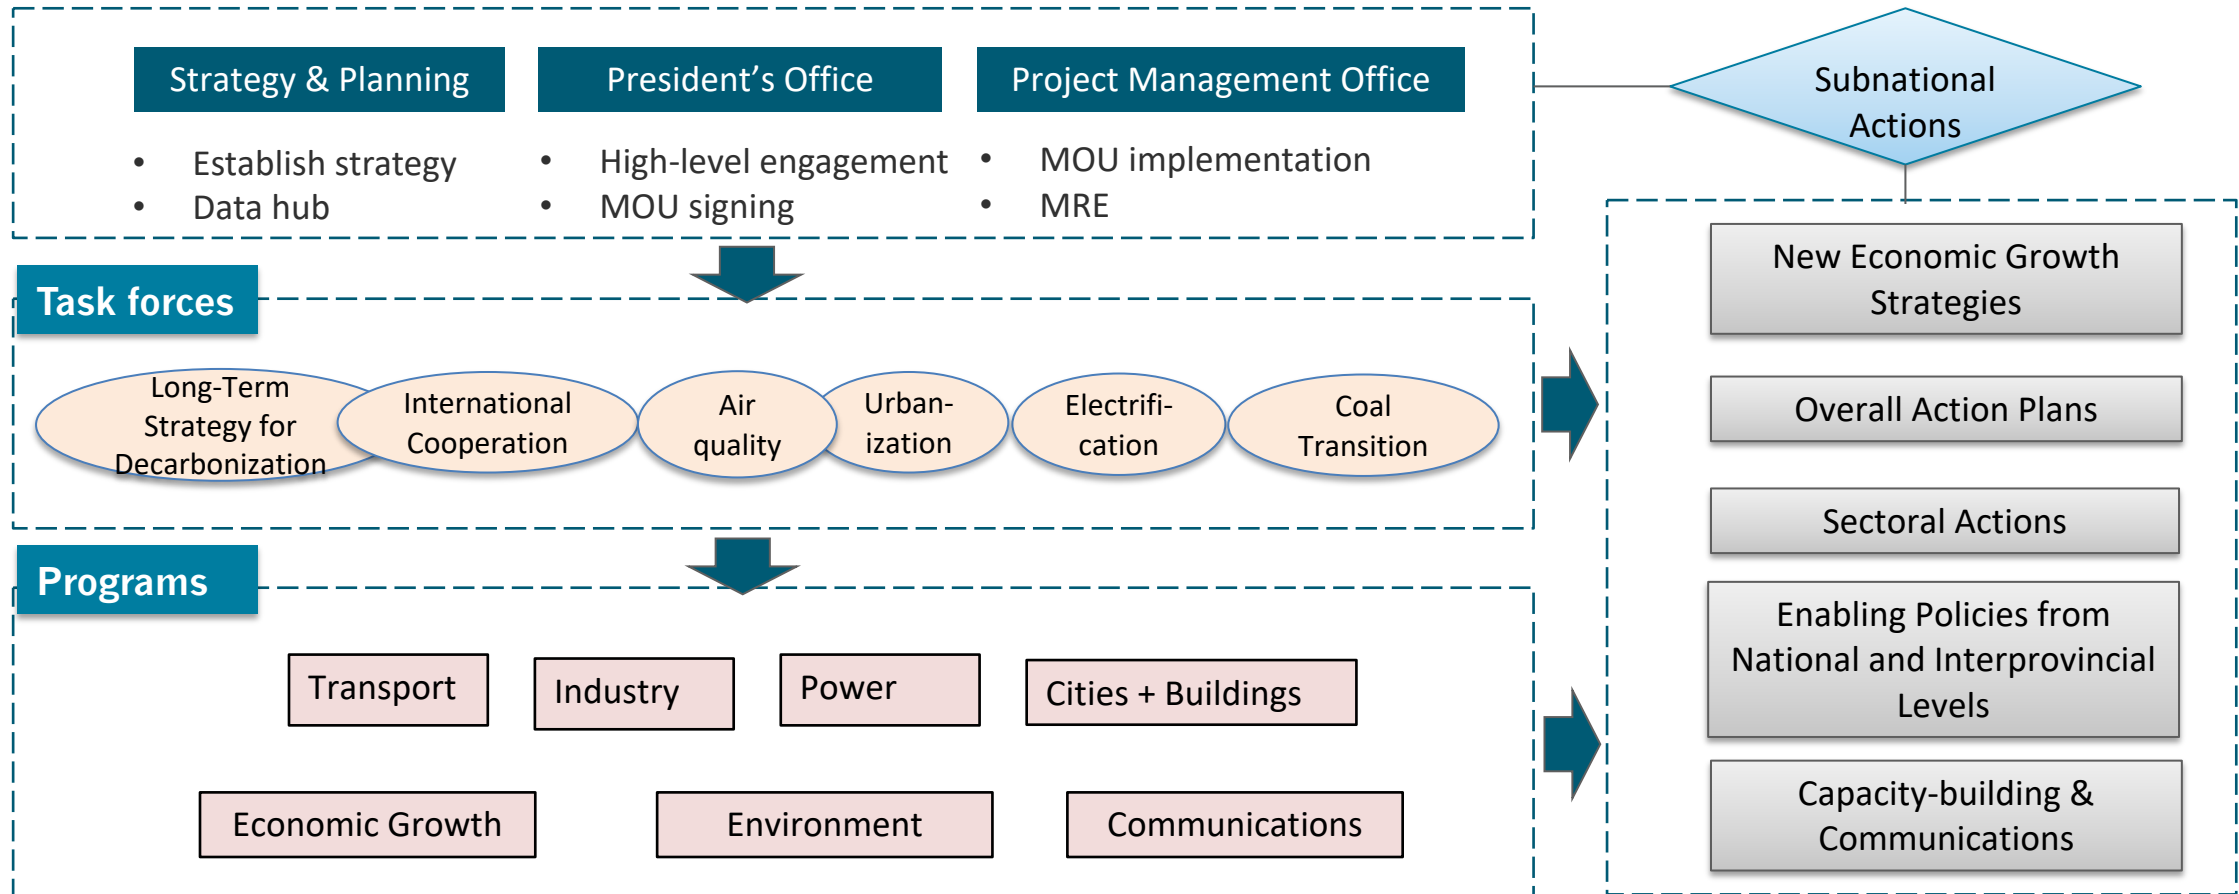 Strategy & Planning
• Establish strategy
• Data hub
President’s Office
• High-level engagement
• MOU signing
Project Management Office
• MOU implementation
• MRE
Subnational
Actions
Task forces
Long-Term
Strategy for
Decarbonization
International
Cooperation
Air
quality
Urban-
ization
Electrifi-
cation
Coal
Transition
Programs
Transport
Industry
Power
Cities + Buildings
Economic Growth
Environment
Communications
New Economic Growth
Strategies
Overall Action Plans
Sectoral Actions
Enabling Policies from
National and Interprovincial
Levels
Capacity-building &
Communications